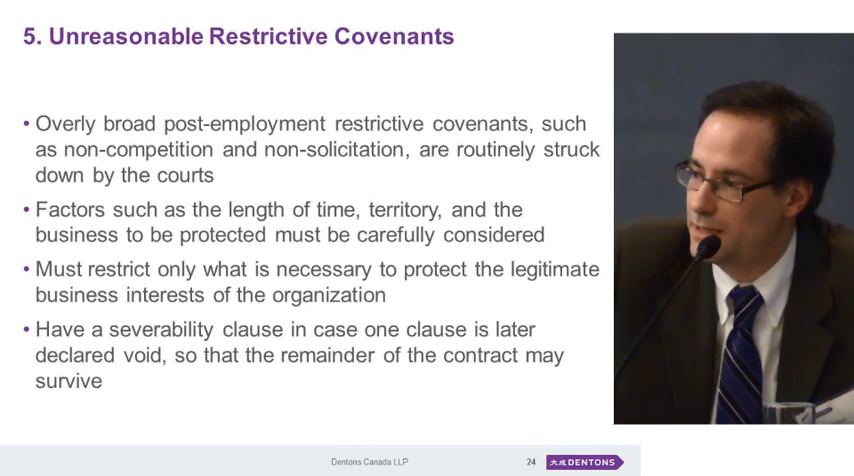 5. Unreasonable Restrictive Covenants
• Overly broad post-employment restrictive covenants, such
as non-competition and non-solicitation, are routinely struck
down by the courts
• Factors such as the length of time, territory, and the
business to be protected must be carefully considered
• Must restrict only what is necessary to protect the legitimate
business interests of the organization
• Have a severability clause in case one clause is later
declared void, so that the remainder of the contract may
survive
Dentons Canada LLP
24
大成 DENTONS